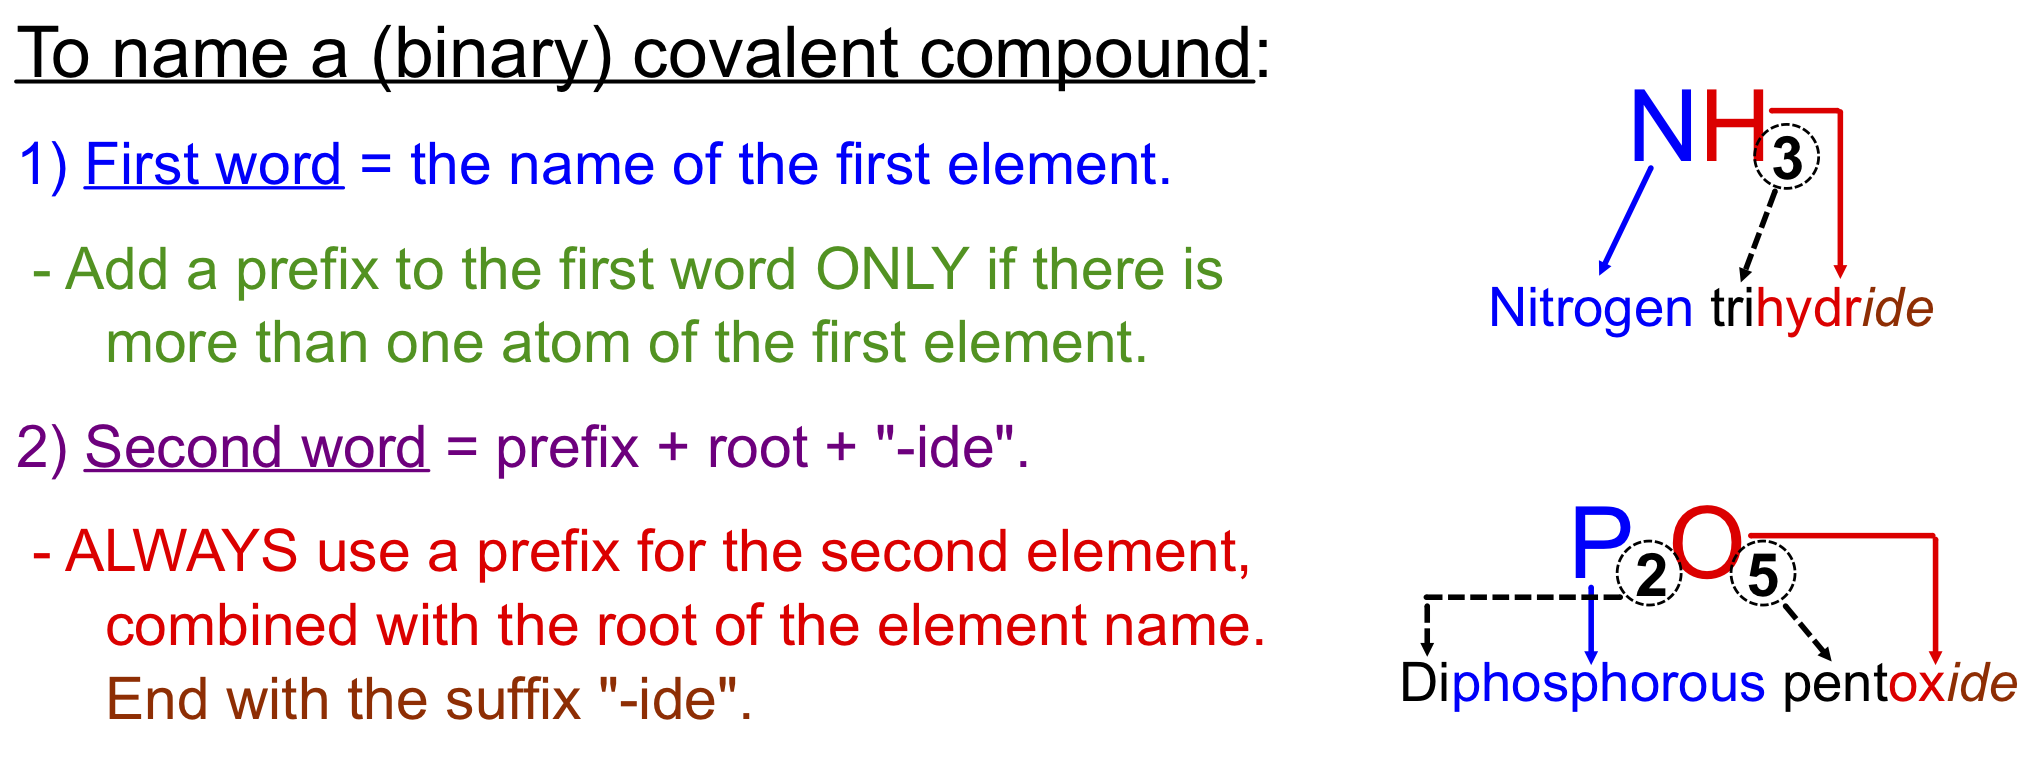 To name a (binary) covalent compound:
1) First word = the name of the first element.
- Add a prefix to the first word ONLY if there is
more than one atom of the first element.
2) Second word = prefix + root + "-ide".
- ALWAYS use a prefix for the second element,
combined with the root of the element name.
End with the suffix "-ide".
NH3
Nitrogen trihydride
P2O5
Diphosphorous pentoxide